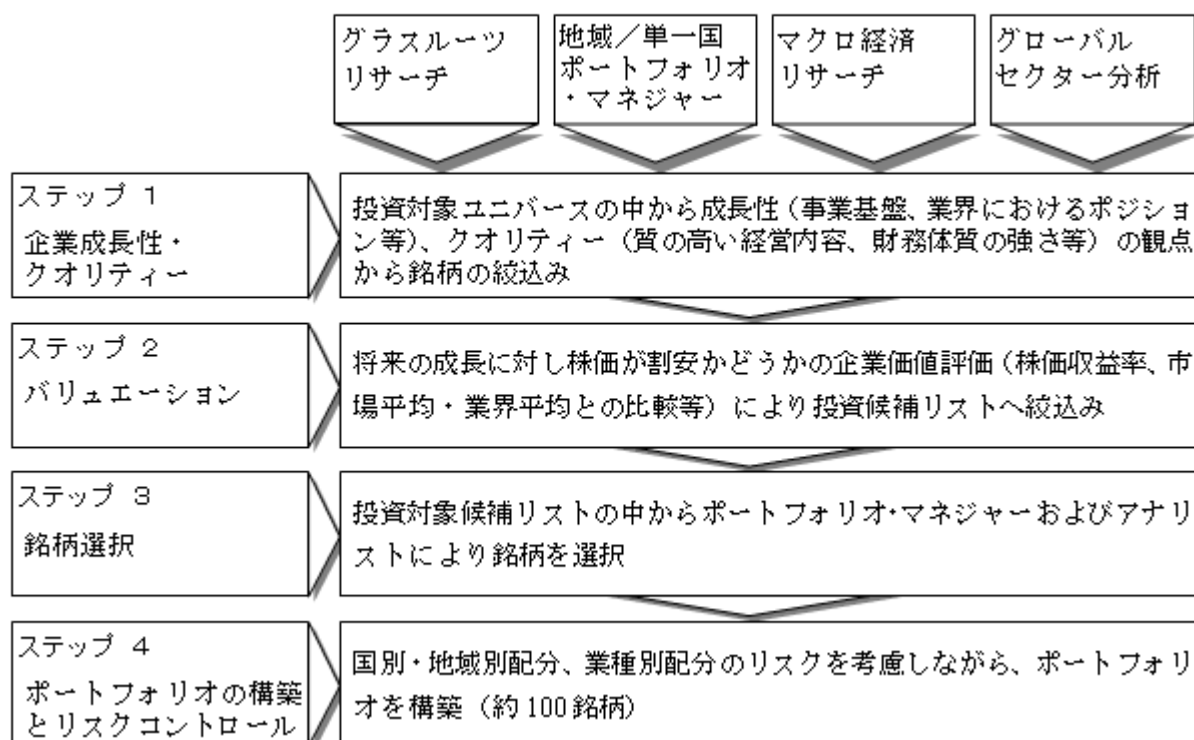 グラスルーツ
リサーチ
地域／単一国
ポートフォリオ
・マネジャー
マクロ経済
リサーチ
グローバル
セクター分析
ステップ 1
企業成長性・
クオリティー
投資対象ユニバースの中から成長性（事業基盤、業界におけるポジショ
ン等）、クオリティー（質の高い経営内容、財務体質の強さ等）の観点
から銘柄の絞込み
ステップ 2
バリュエーション
将来の成長に対し株価が割安かどうかの企業価値評価（株価収益率、市
場平均・業界平均との比較等）により投資候補リストへ絞込み
ステップ 3
銘柄選択
投資対象候補リストの中からポートフォリオ・マネジャーおよびアナリ
ストにより銘柄を選択
ステップ 4
ポートフォリオの構築
とリスクコントロール
国別・地域別配分、業種別配分のリスクを考慮しながら、ポートフォリ
オを構築（約100銘柄）